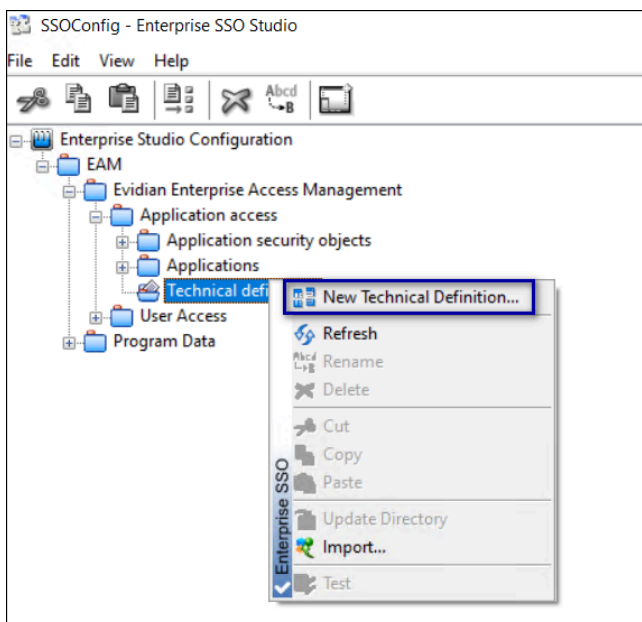 SSOConfig - Enterprise SSO Studio
File Edit View Help
Abcd
B
Enterprise Studio Configuration
EAM
Evidian Enterprise Access Management
Application access
Application security objects
Applications
Technical defi
New Technical Definition...
User Access
Program Data
Refresh
Abcd
B
Rename
Delete
Cut
Copy
Paste
Update Directory
Import...
Test
Enterprise SSO